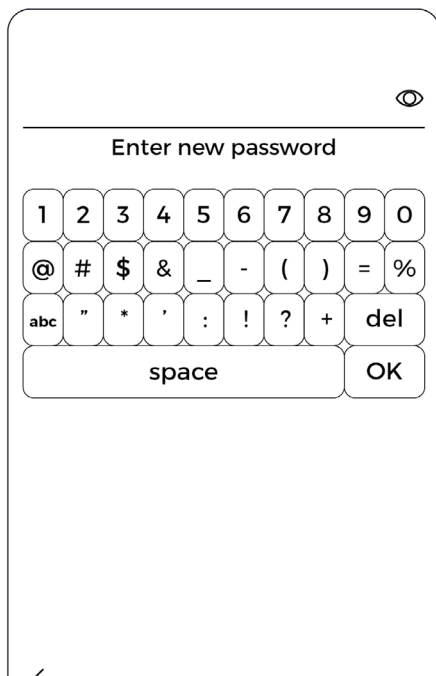 Enter new password
1 2 3 4 5 6 7 8 9 0
@ # $ & _ - ( ) = %
abc ” * ’ : ! ? + del
space OK